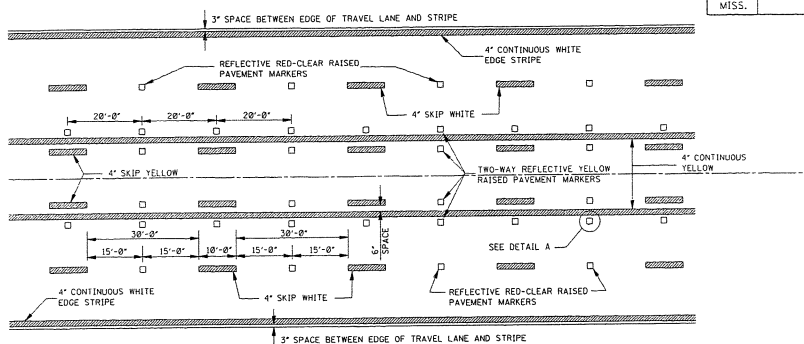 MISS.
3" SPACE BETWEEN EDGE OF TRAVEL LANE AND STRIPE
4" CONTINUOUS WHITE
EDGE STRIPE
REFLECTIVE RED-CLEAR RAISED
PAVEMENT MARKERS
4" SKIP WHITE
20'-0" 20'-0" 20'-0"
4" SKIP YELLOW
TWO-WAY REFLECTIVE YELLOW
RAISED PAVEMENT MARKERS
4" CONTINUOUS
YELLOW
30'-0" 30'-0"
15'-0" 15'-0" 10'-0" 15'-0" 15'-0"
6"
SPACE
SEE DETAIL A
4" CONTINUOUS WHITE
EDGE STRIPE
4" SKIP WHITE
REFLECTIVE RED-CLEAR RAISED
PAVEMENT MARKERS
3" SPACE BETWEEN EDGE OF TRAVEL LANE AND STRIPE